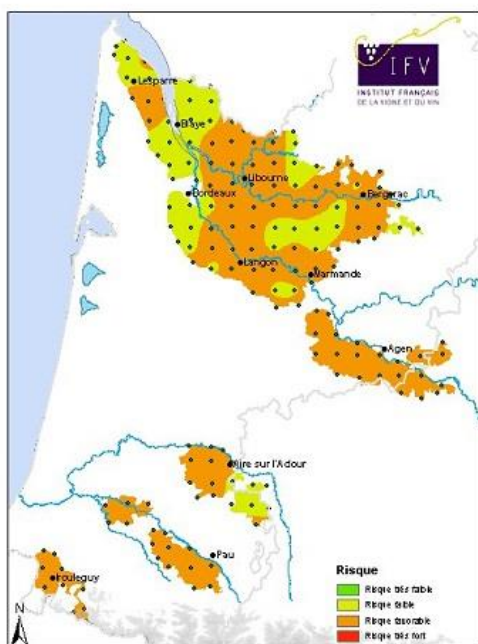 IFV
INSTITUT FRANÇAIS
DE LA VIGNE ET DU VIN
Lesparre
Blaye
Libourne
Bordeaux
Bergerac
Langon
Marmande
Agen
Aire sur l'Adour
Pau
Irouleguy
N
Risque
Risque très faible
Risque faible
Risque favorable
Risque très fort